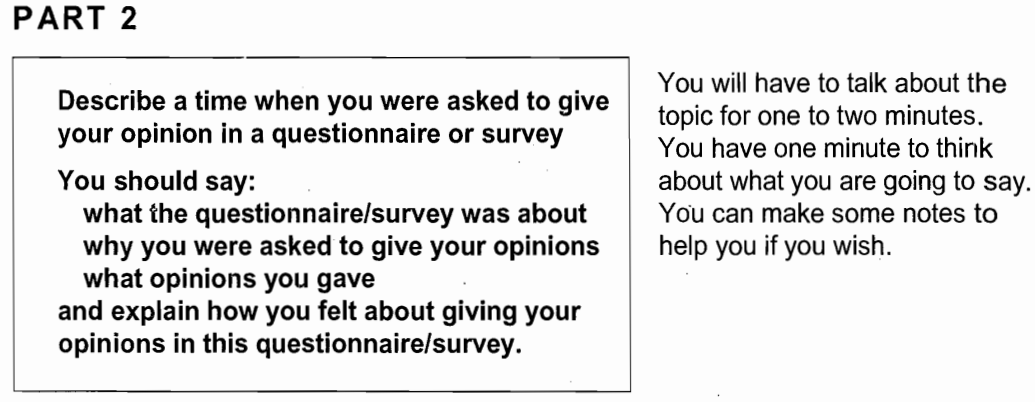 PART 2
Describe a time when you were asked to give
your opinion in a questionnaire or survey
You should say:
what the questionnaire/survey was about
why you were asked to give your opinions
what opinions you gave
and explain how you felt about giving your
opinions in this questionnaire/survey.
You will have to talk about the
topic for one to two minutes.
You have one minute to think
about what you are going to say.
You can make some notes to
help you if you wish.